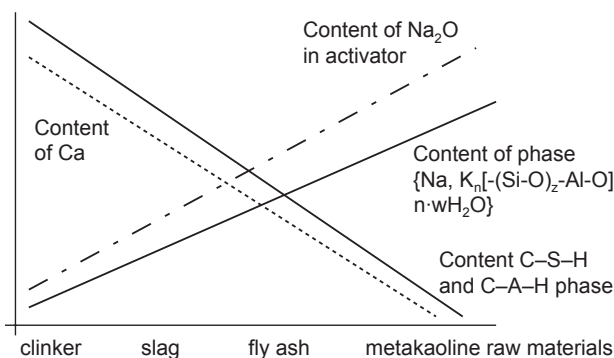 Content of Na₂O
in activator
Content
of Ca
Content of phase
{Na, Kₙ[-(Si-O)z-Al-O]
n·wH₂O}
Content C–S–H
and C–A–H phase
clinker slag fly ash metakaoline raw materials